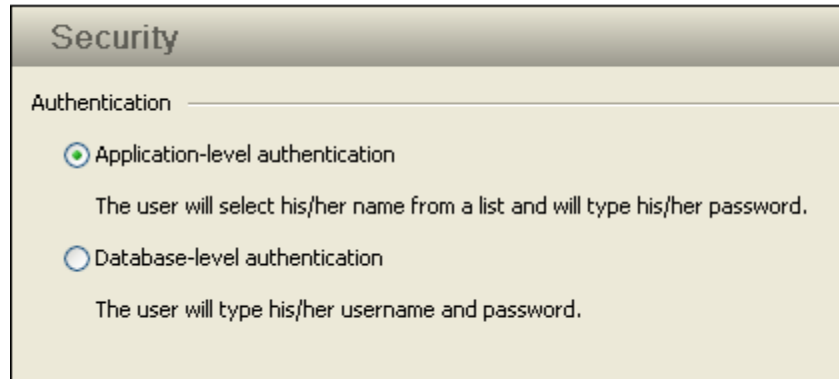 Security
Authentication
Application-level authentication
The user will select his/her name from a list and will type his/her password.
Database-level authentication
The user will type his/her username and password.